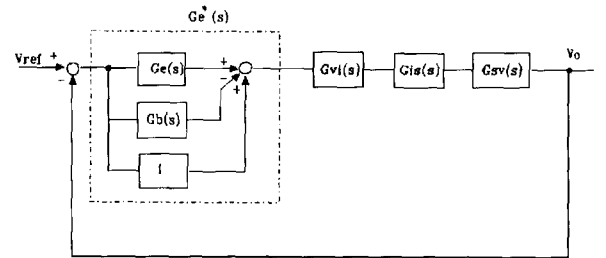 Ge*(s)
Vref + Ge(s) + Gvi(s) Gis(s) Gsv(s) Vo
- - +
Gb(s)
1